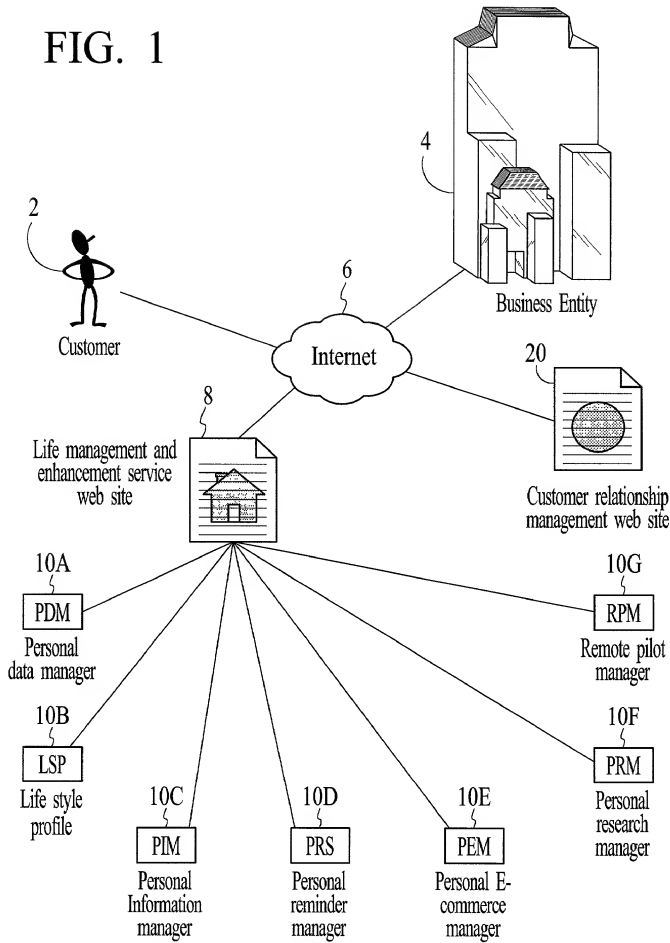 FIG. 1
4
2
Business Entity
6
Customer
Internet
20
8
Life management and
enhancement service
web site
Customer relationship
management web site
10A
PDM
Personal
data manager
10G
RPM
Remote pilot
manager
10B
LSP
Life style
profile
10F
PRM
Personal
research
manager
10C
PIM
Personal
Information
manager
10D
PRS
Personal
reminder
manager
10E
PEM
Personal E-
commerce
manager